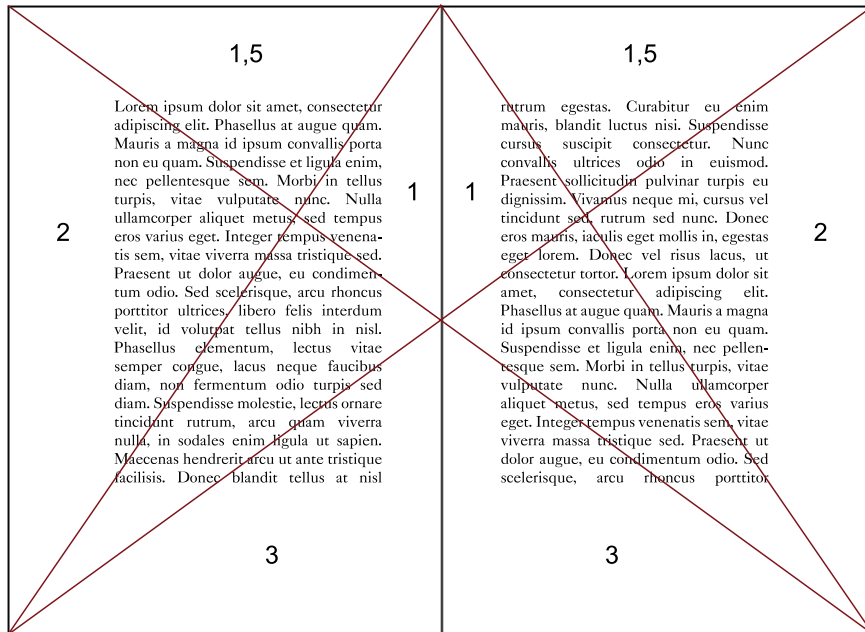 1,5
Lorem ipsum dolor sit amet, consectetur
adipiscing elit. Phasellus at augue quam.
Mauris a magna id ipsum convallis porta
non eu quam. Suspendisse et ligula enim,
nec pellentesque sem. Morbi in tellus
turpis, vitae vulputate nunc. Nulla
ullamcorper aliquet metus, sed tempus
eros varius eget. Integer tempus venena-
tis sem, vitae viverra massa tristique sed.
Praesent ut dolor augue, eu condimen-
tum odio. Sed scelerisque, arcu rhoncus
porttitor ultrices, libero felis interdum
velit, id volutpat tellus nibh in nisl.
Phasellus elementum, lectus vitae
semper congue, lacus neque faucibus
diam, non fermentum odio turpis sed
diam. Suspendisse molestie, lectus ornare
tincidunt rutrum, arcu quam viverra
nulla, in sodales enim ligula ut sapien.
Maecenas hendrerit arcu ut ante tristique
facilisis. Donec blandit tellus at nisl
2
1
3
1,5
rutrum egestas. Curabitur eu enim
mauris, blandit luctus nisi. Suspendisse
cursus suscipit consectetur. Nunc
convallis ultrices odio in euismod.
Praesent sollicitudin pulvinar turpis eu
dignissim. Vivamus neque mi, cursus vel
tincidunt sed, rutrum sed nunc. Donec
eros mauris, iaculis eget mollis in, egestas
eget lorem. Donec vel risus lacus, ut
consectetur tortor. Lorem ipsum dolor sit
amet, consectetur adipiscing elit.
Phasellus at augue quam. Mauris a magna
id ipsum convallis porta non eu quam.
Suspendisse et ligula enim, nec pellen-
tesque sem. Morbi in tellus turpis, vitae
vulputate nunc. Nulla ullamcorper
aliquet metus, sed tempus eros varius
eget. Integer tempus venenatis sem, vitae
viverra massa tristique sed. Praesent ut
dolor augue, eu condimentum odio. Sed
scelerisque, arcu rhoncus porttitor
1
2
3